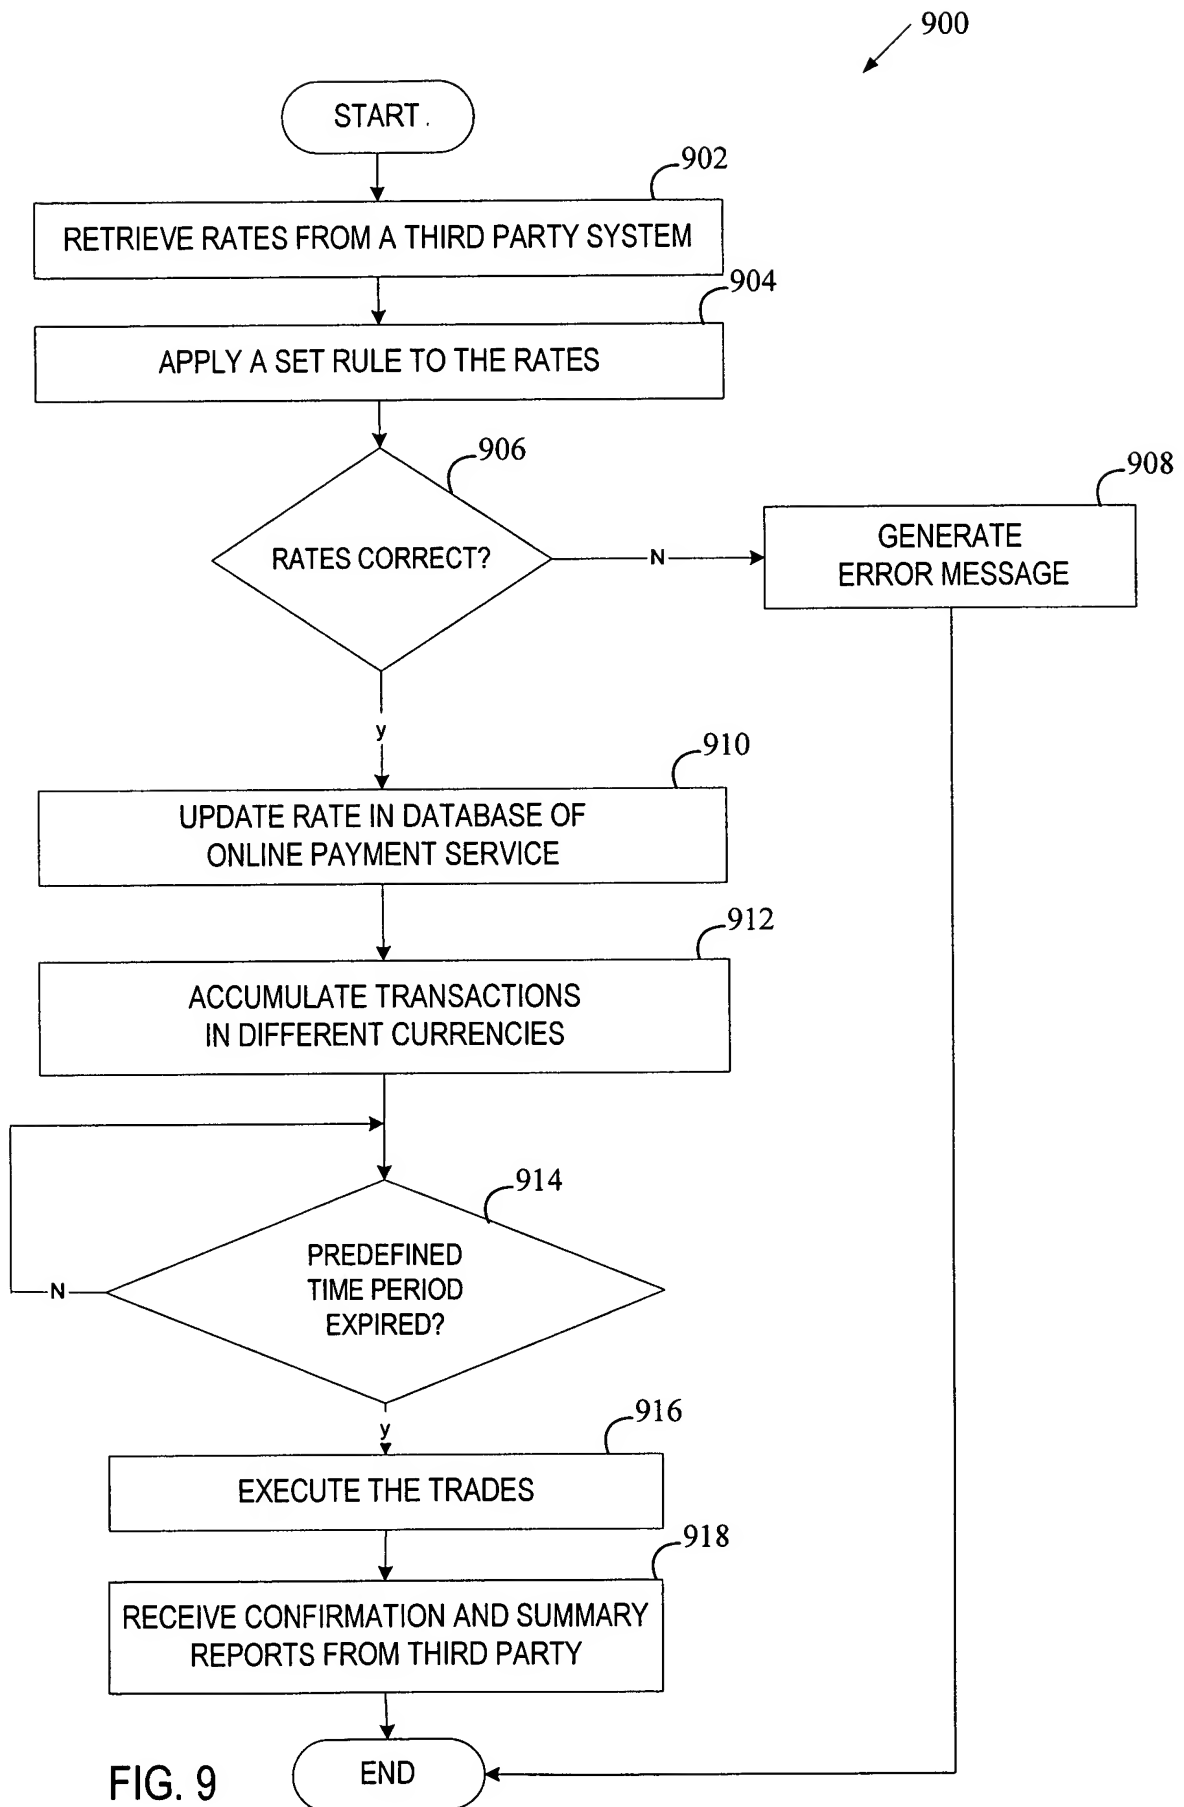 900
START.
902
RETRIEVE RATES FROM A THIRD PARTY SYSTEM
904
APPLY A SET RULE TO THE RATES
906
RATES CORRECT?
N
908
GENERATE
ERROR MESSAGE
y
910
UPDATE RATE IN DATABASE OF
ONLINE PAYMENT SERVICE
912
ACCUMULATE TRANSACTIONS
IN DIFFERENT CURRENCIES
914
PREDEFINED
TIME PERIOD
EXPIRED?
N
y
916
EXECUTE THE TRADES
918
RECEIVE CONFIRMATION AND SUMMARY
REPORTS FROM THIRD PARTY
END
FIG. 9